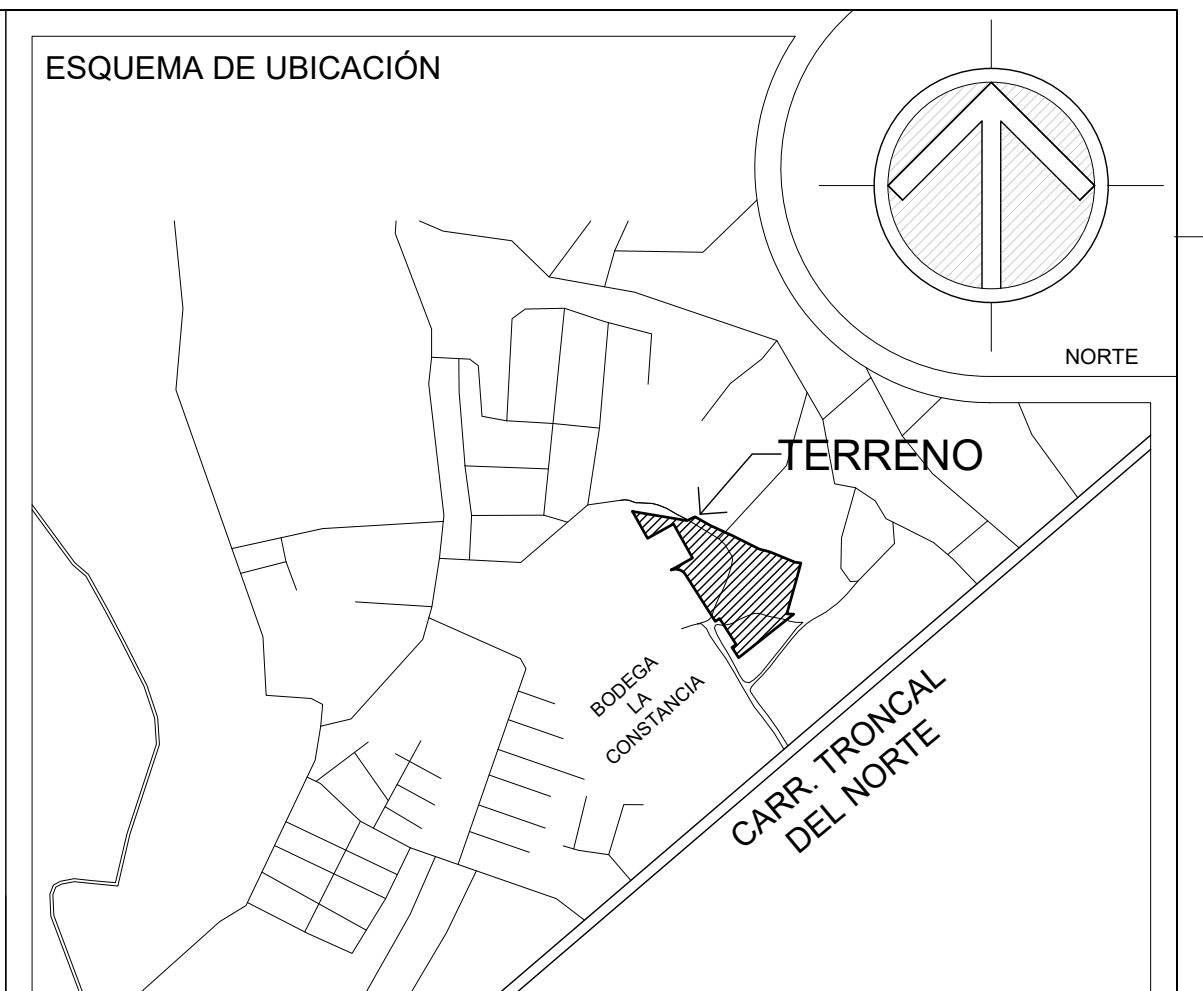 ESQUEMA DE UBICACIÓN
NORTE
TERRENO
BODEGA
LA
CONSTANCIA
CARR. TRONCAL
DEL NORTE